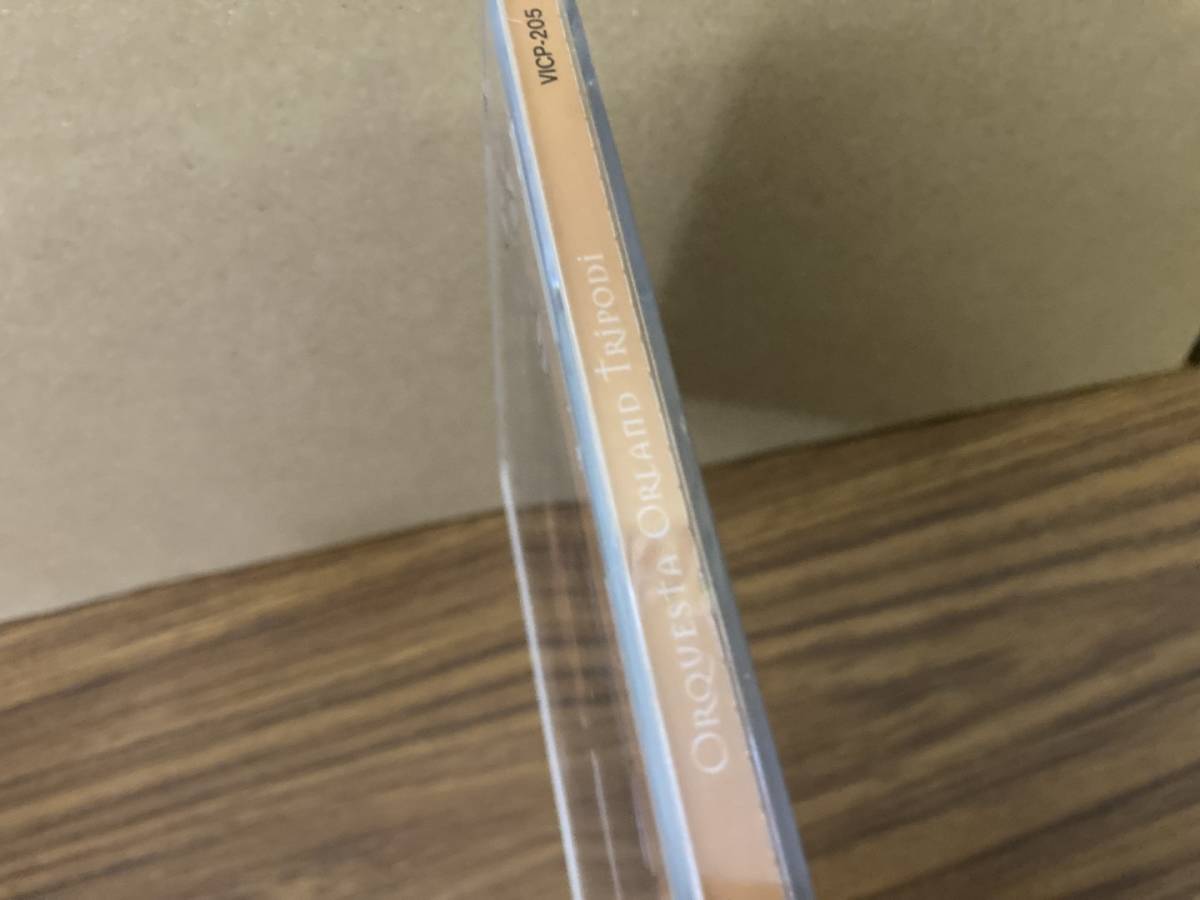 ORQUESTA ORLAND TRIPODI
VICP-205